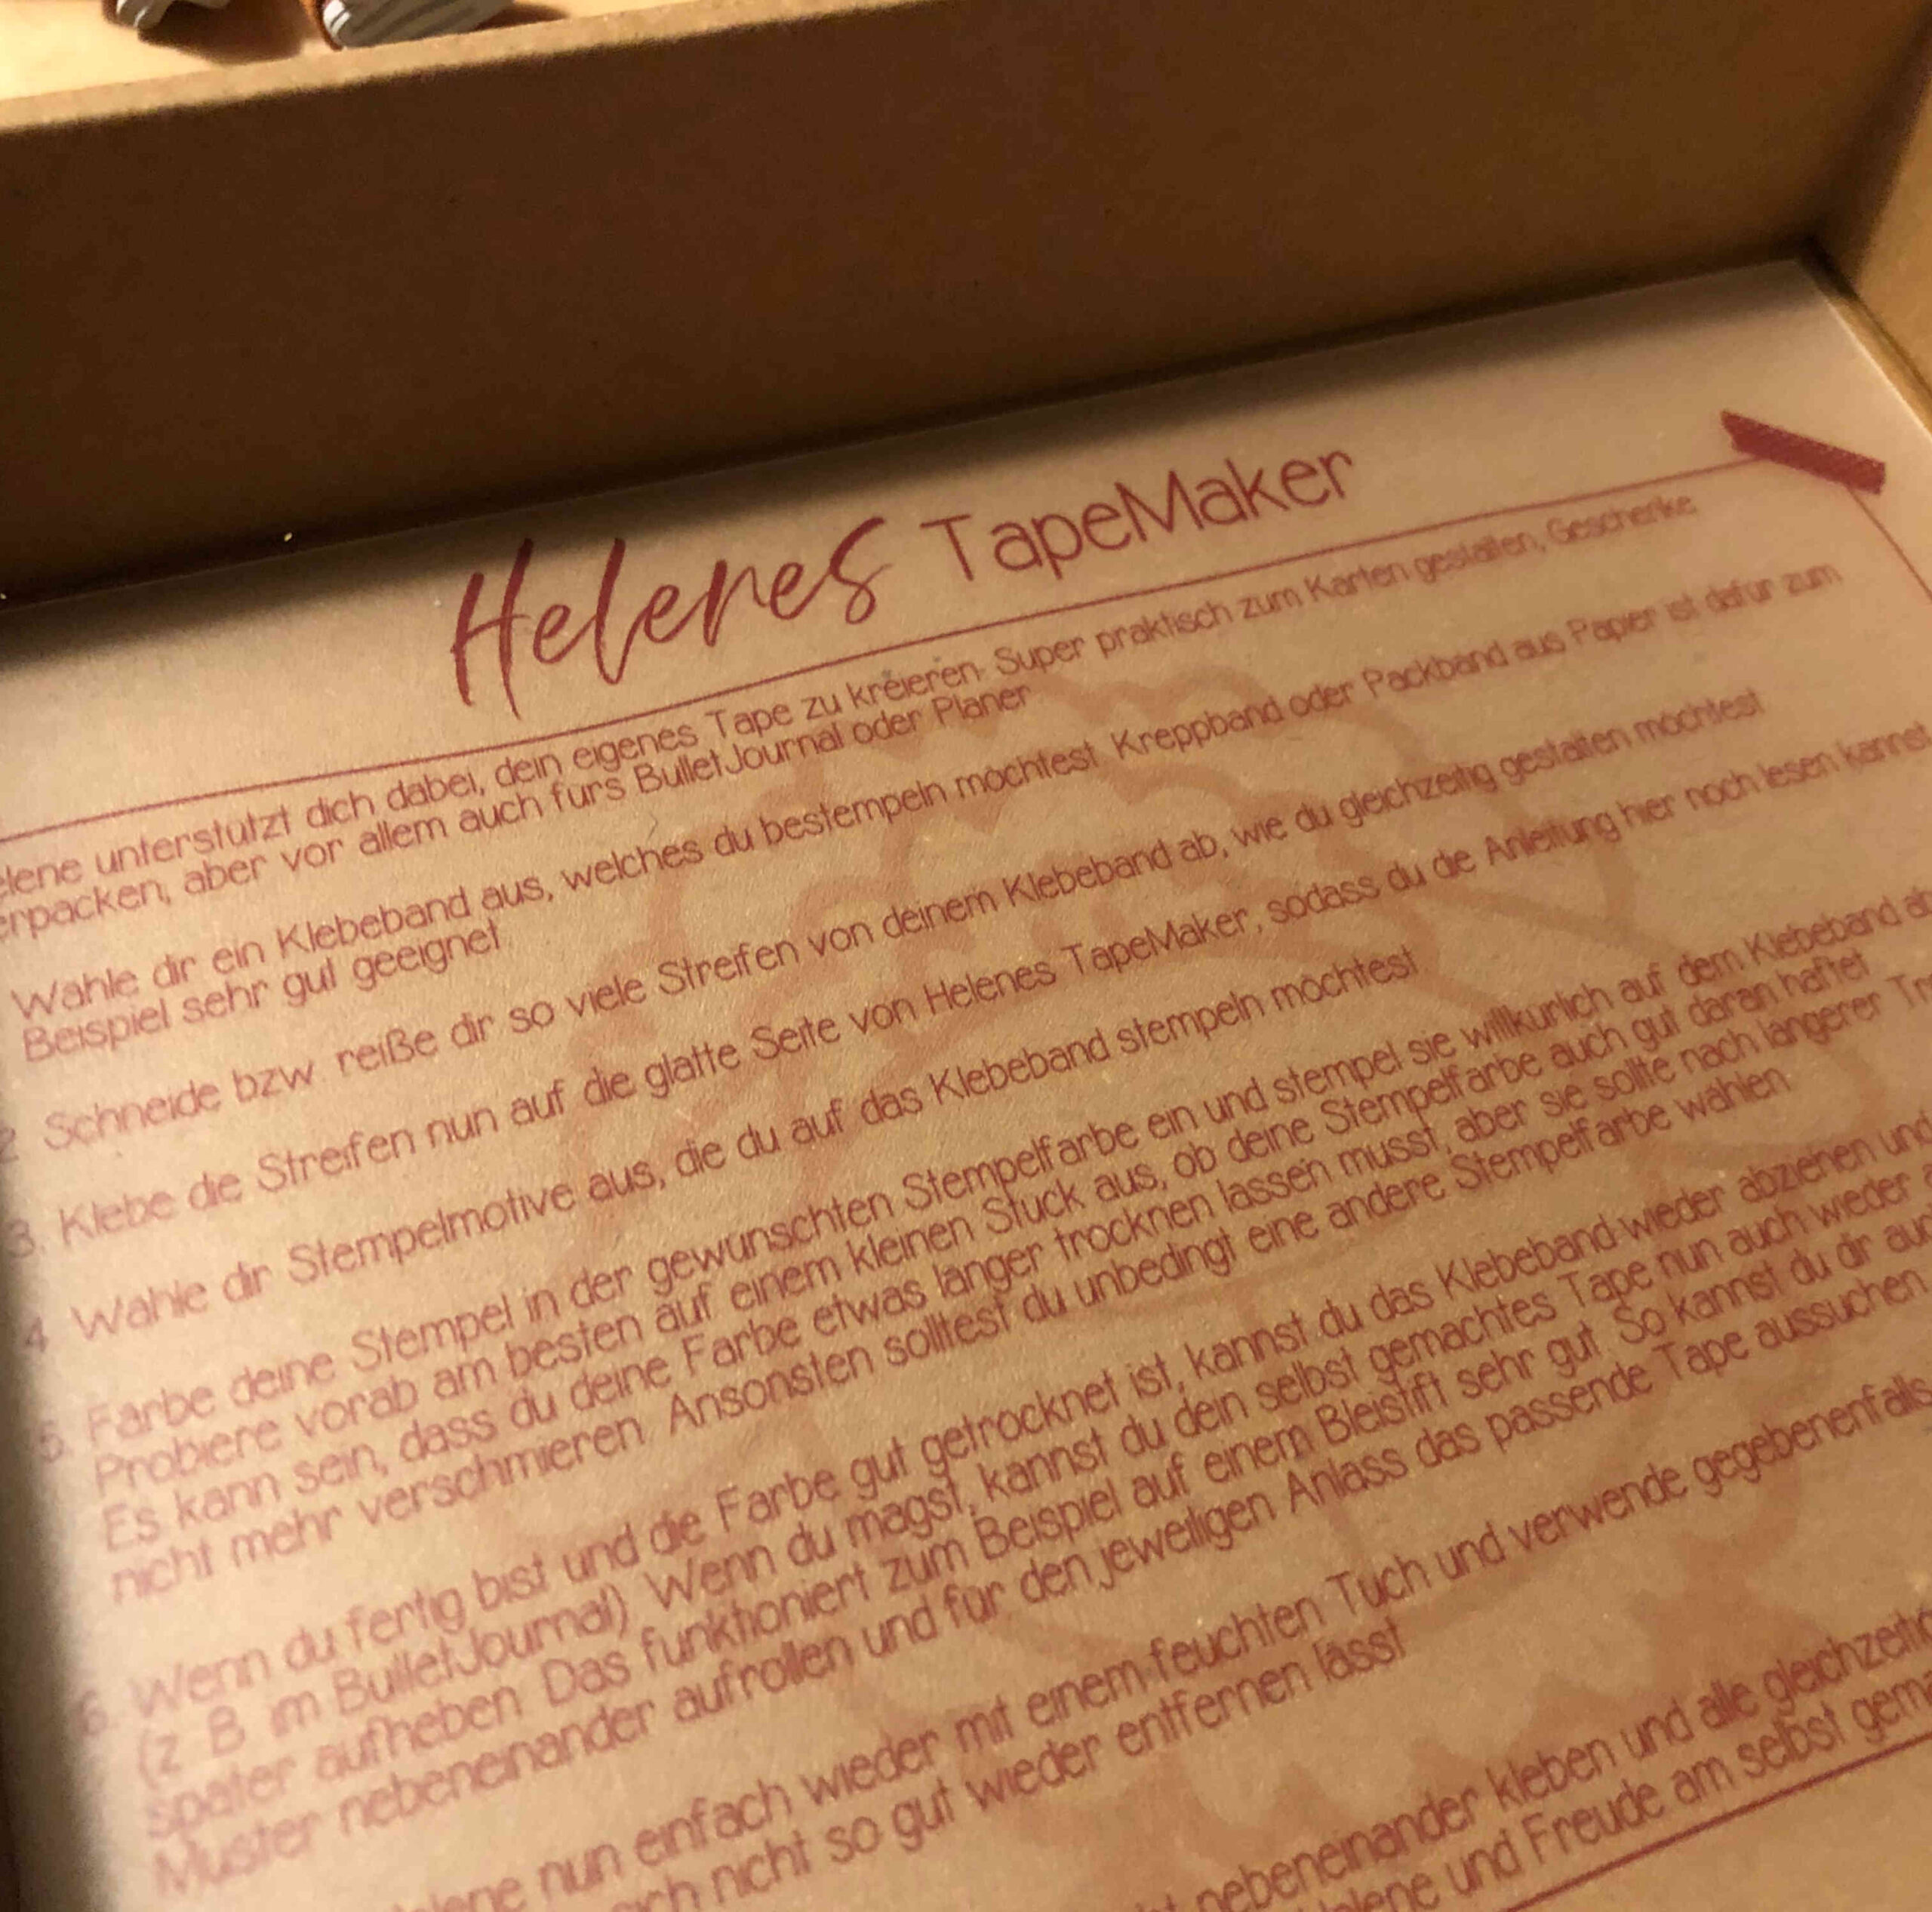 Helenes TapeMaker
unterstützt dich dabei, dein eigenes Tape zu kreieren. Super praktisch zum Karten gestalten, Geschenke
aber vor allem auch fürs BulletJournal oder Planer
Wähle dir ein Klebeband aus, welches du bestempeln möchtest. Kreppband oder Packband aus Papier ist dafür zum
Beispiel sehr gut geeignet.
2. Schneide bzw. reiße dir so viele Streifen von deinem Klebeband ab, wie du gleichzeitig gestalten möchtest
3. Klebe die Streifen nun auf die glatte Seite von Helenes TapeMaker, sodass du die Anleitung hier noch lesen kannst
4. Wähle dir Stempelmotive aus, die du auf das Klebeband stempeln möchtest
5. Färbe deine Stempel in der gewünschten Stempelfarbe ein und stempel sie willkürlich auf dem Klebeband
Probiere vorab am besten auf einem kleinen Stück aus, ob deine Stempelfarbe auch gut daran haftet
Es kann sein, dass du deine Farbe etwas länger trocknen lassen musst, aber sie sollte nach längerer
nicht mehr verschmieren. Ansonsten solltest du unbedingt eine andere Stempelfarbe wählen.
6. Wenn du fertig bist und die Farbe gut getrocknet ist, kannst du das Klebeband wieder abziehen und
(z. B. im BulletJournal). Wenn du magst, kannst du dein selbst gemachtes Tape nun auch wieder
später aufheben. Das funktioniert zum Beispiel auf einem Bleistift sehr gut. So kannst du dir
Muster nebeneinander aufrollen und für den jeweiligen Anlass das passende Tape aussuchen
nun einfach wieder mit einem feuchten Tuch und verwende gegebenenfalls
nicht so gut wieder entfernen lässt
nebeneinander kleben und alle
und Freude am selbst